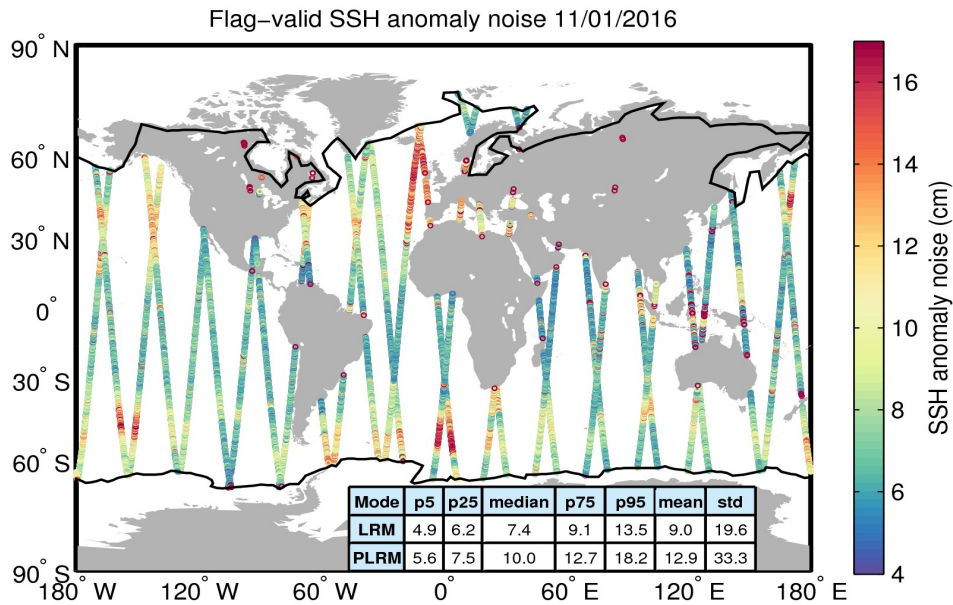 Flag−valid SSH anomaly noise 11/01/2016
90° N
60° N
30° N
0°
30° S
60° S
90° S
180° W
120° W
60° W
0°
60° E
120° E
180° E
Mode p5 p25 median p75 p95 mean std
LRM 4.9 6.2 7.4 9.1 13.5 9.0 19.6
PLRM 5.6 7.5 10.0 12.7 18.2 12.9 33.3
16
14
12
10
8
6
4
SSH anomaly noise (cm)